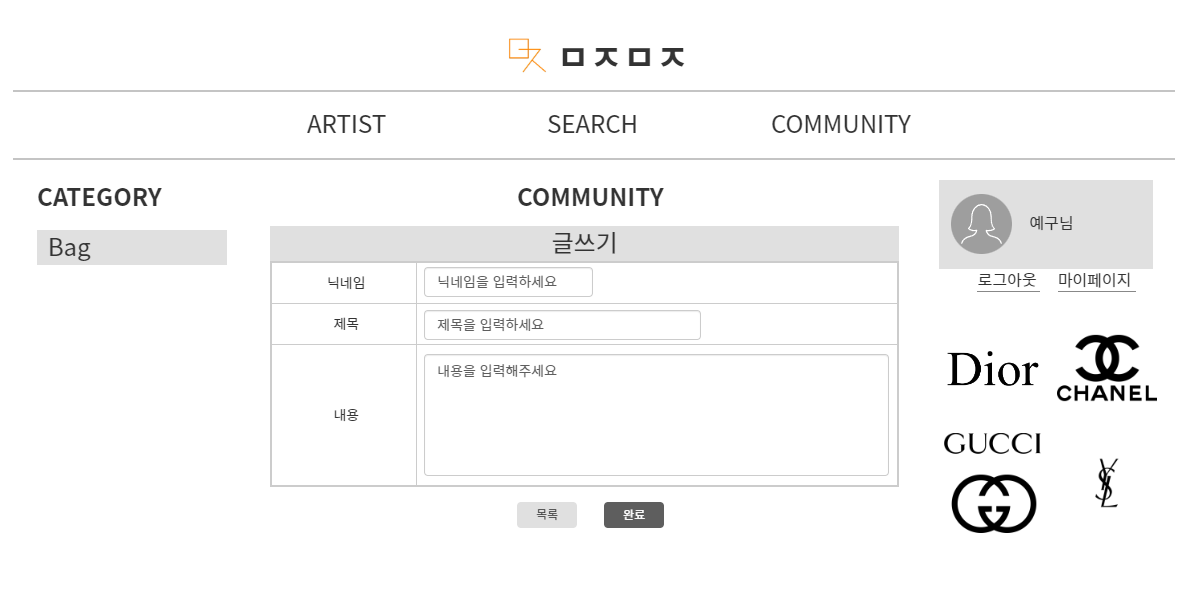 ㅁㅈㅁㅈ
ARTIST SEARCH COMMUNITY
CATEGORY
Bag
COMMUNITY
글쓰기
닉네임 닉네임을 입력하세요
제목 제목을 입력하세요
내용 내용을 입력해주세요
목록 완료
예구님
로그아웃 마이페이지
Dior CHANEL
GUCCI YSL